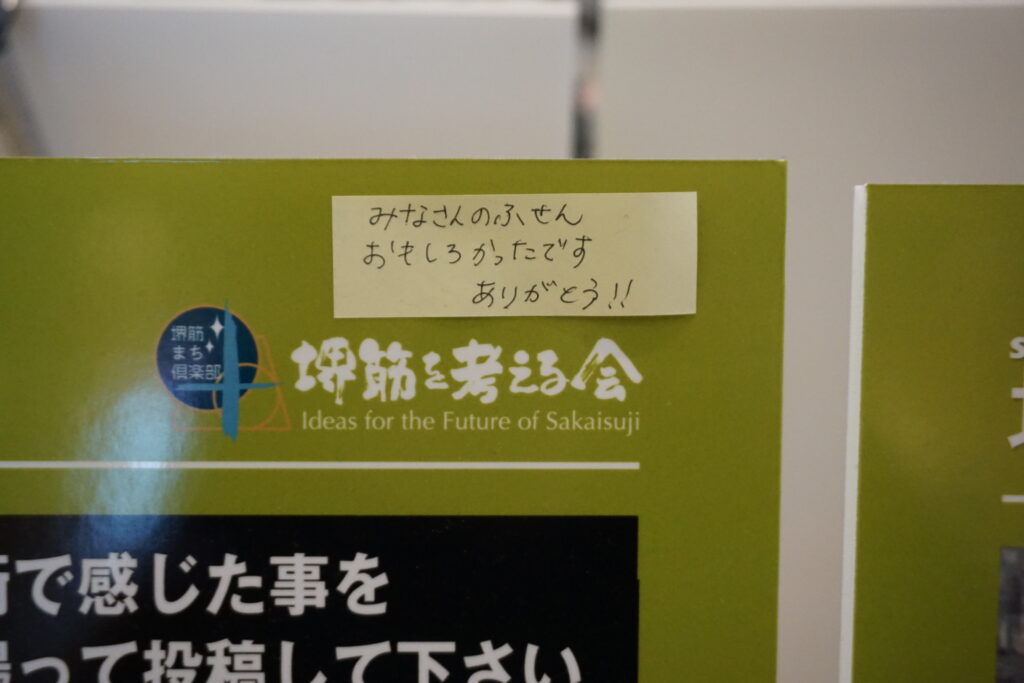 みなさんのふせん
おもしろかったです
ありがとう!!
堺筋
まち
倶楽部
堺筋を考える会
Ideas for the Future of Sakaisuji
で感じた事を
って投稿して下さい